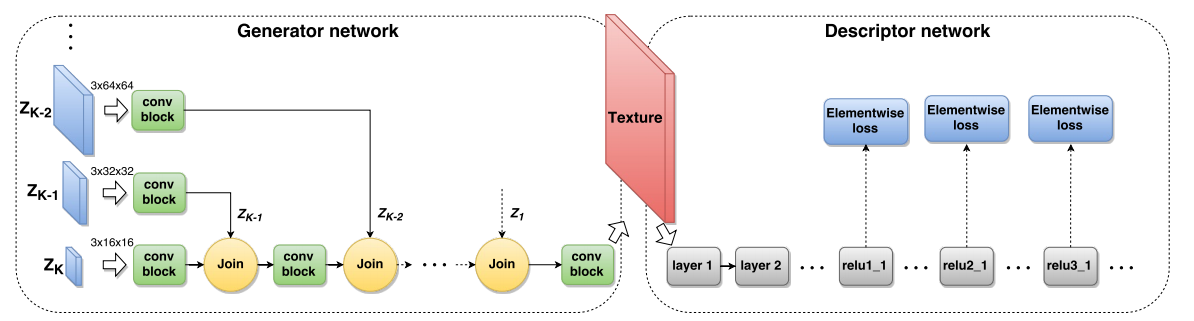 Generator network
Descriptor network
3x64x64
Z_{K-2}
conv
block
Texture
Elementwise
loss
Elementwise
loss
Elementwise
loss
3x32x32
Z_{K-1}
conv
block
z_{K-1}
z_{K-2}
z_1
3x16x16
Z_K
conv
block
Join
conv
block
Join
• • •
Join
conv
block
layer 1
layer 2
• • •
relu1_1
• • •
relu2_1
• • •
relu3_1
• • •